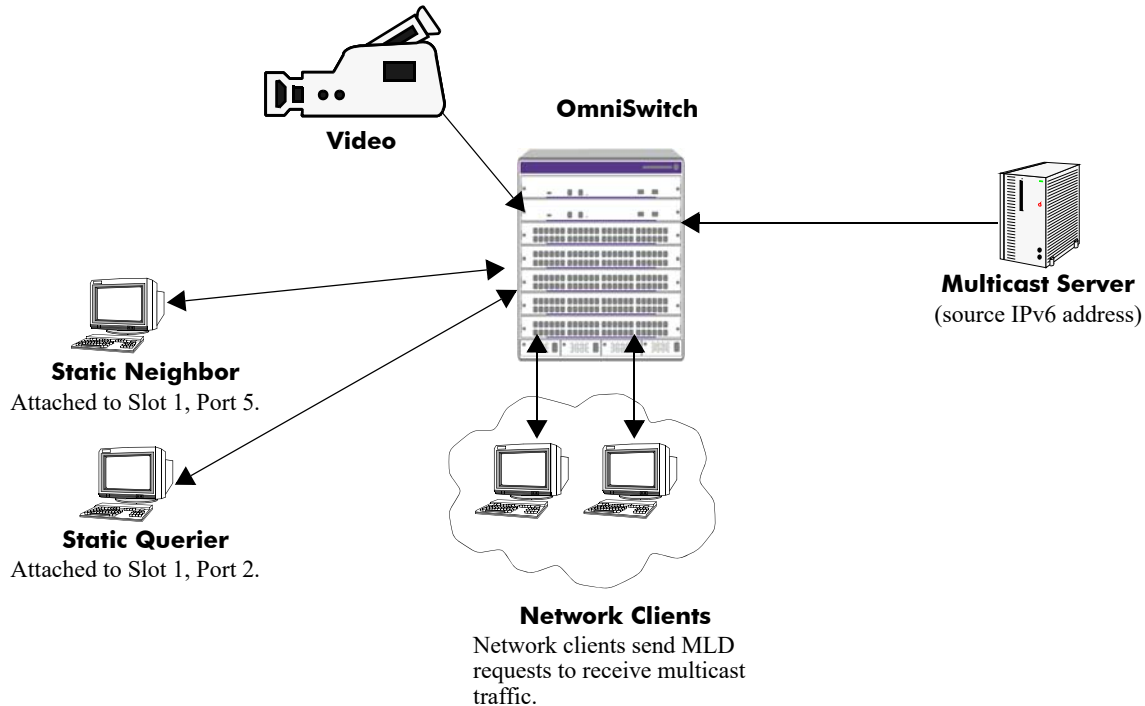 OmniSwitch
Video
Multicast Server
(source IPv6 address)
Static Neighbor
Attached to Slot 1, Port 5.
Static Querier
Attached to Slot 1, Port 2.
Network Clients
Network clients send MLD
requests to receive multicast
traffic.